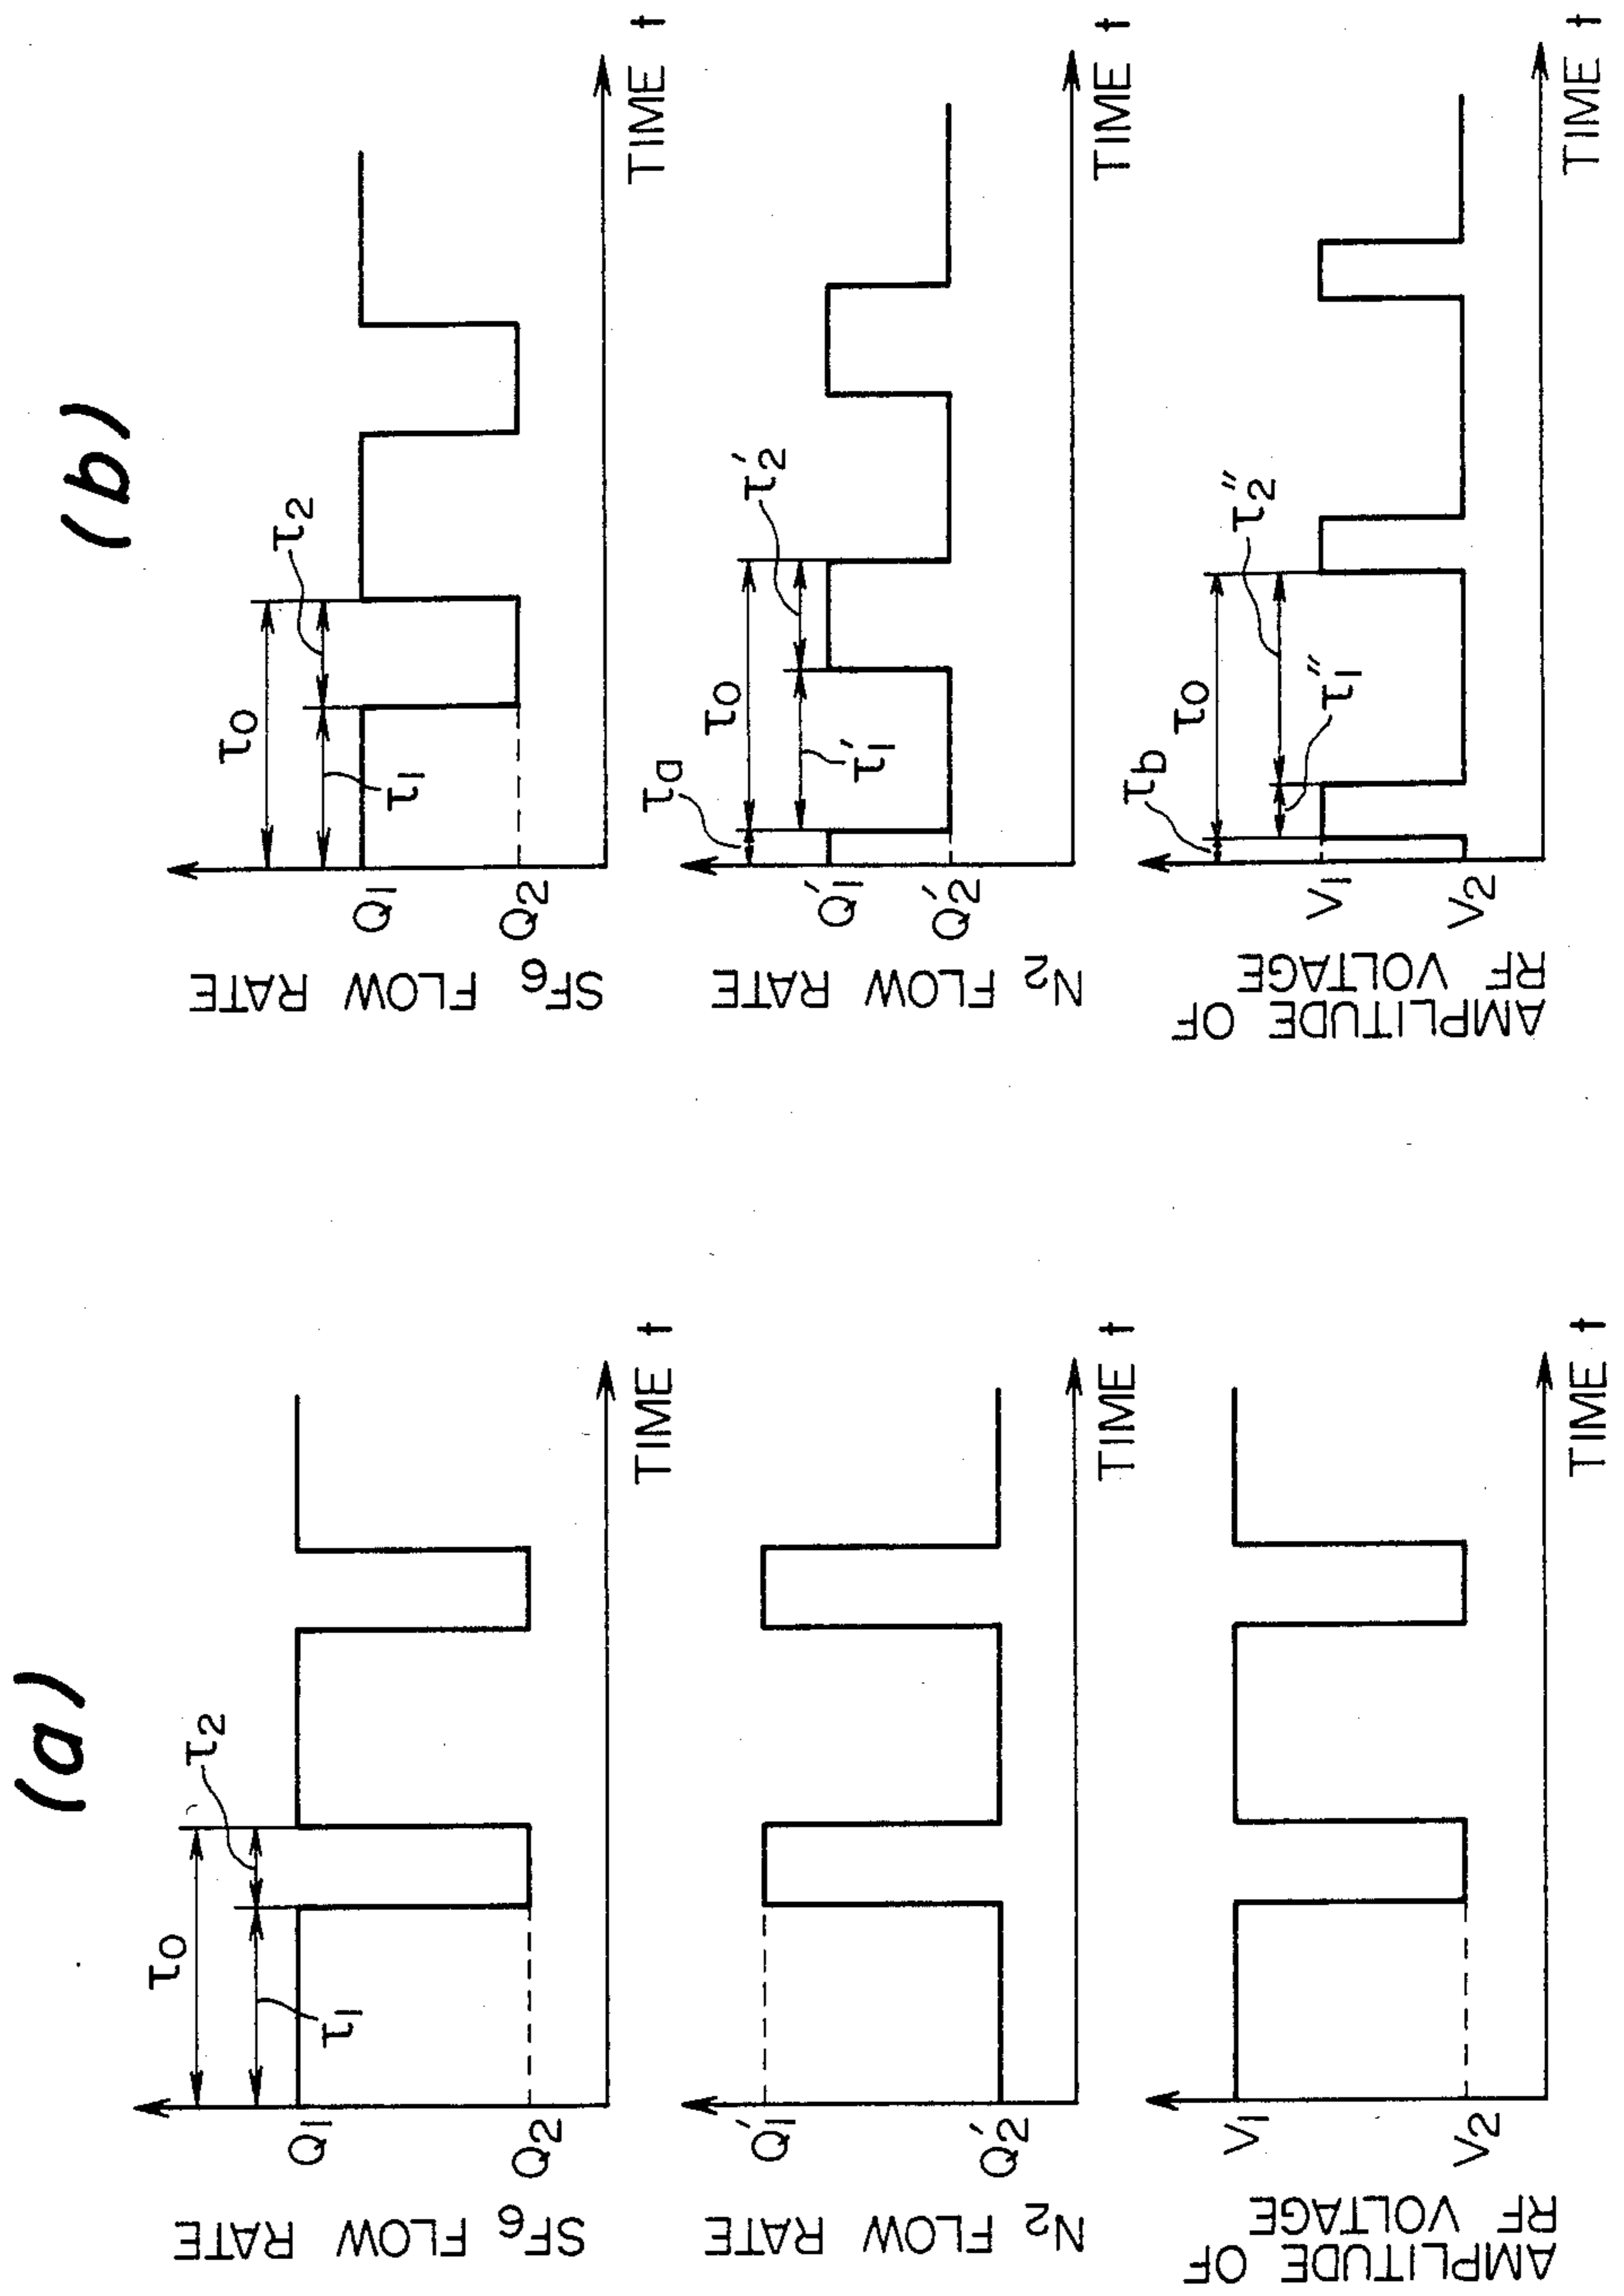 (a)
τ0
τ1
τ2
Q1
Q2
SF6 FLOW RATE
TIME t
Q'1
Q'2
N2 FLOW RATE
TIME t
V1
V2
AMPLITUDE OF
RF VOLTAGE
TIME t
(b)
τ0
τ1
τ2
Q1
Q2
SF6 FLOW RATE
TIME t
τa
τ0
τ'1
τ'2
Q'1
Q'2
N2 FLOW RATE
TIME t
τb
τ0
τ"1
τ"2
V1
V2
AMPLITUDE OF
RF VOLTAGE
TIME t